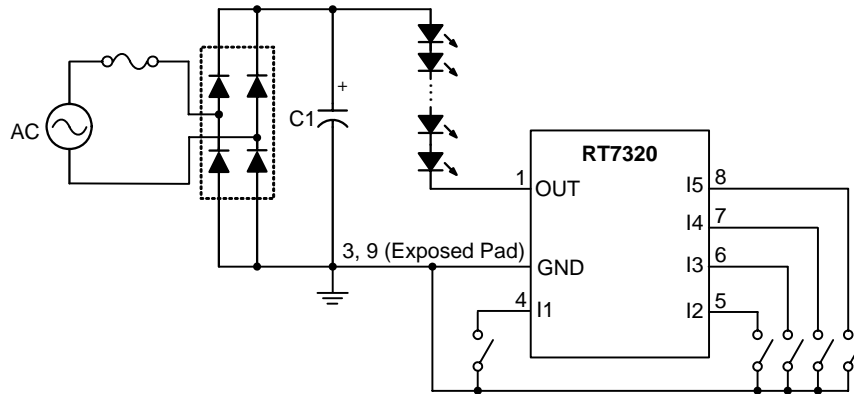 AC
C1
+
RT7320
1
OUT
3, 9 (Exposed Pad)
GND
4
I1
I5
8
I4
7
I3
6
I2
5